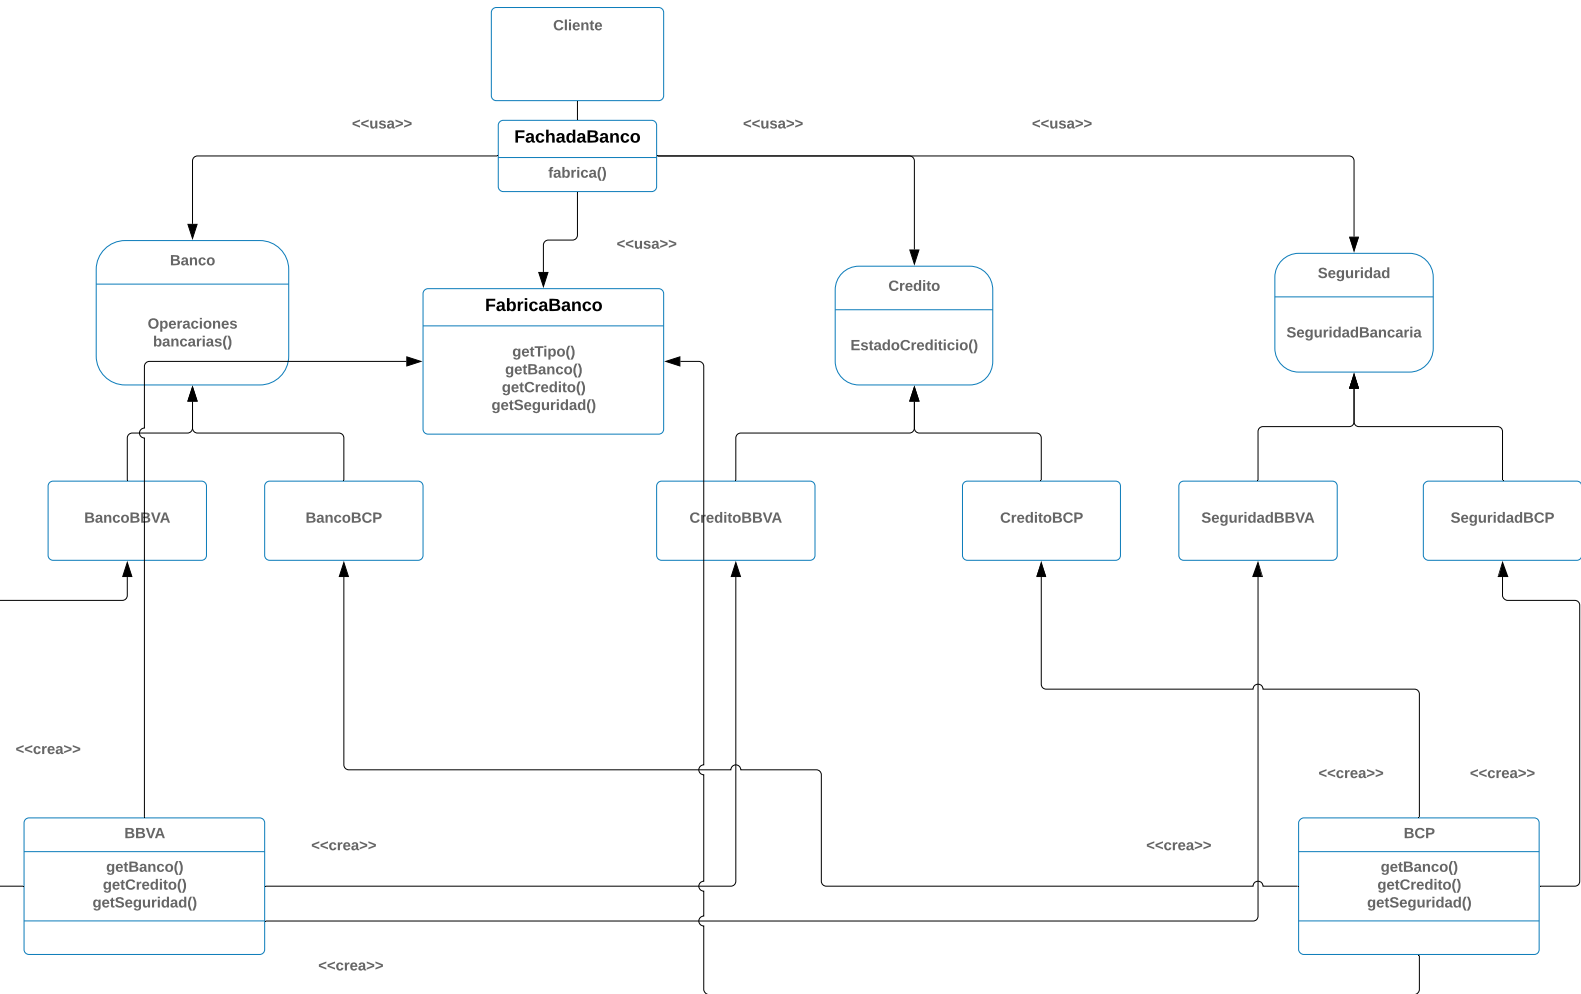 Cliente
<<usa>>
<<usa>>
<<usa>>
FachadaBanco
fabrica()
<<usa>>
Banco
Operaciones
bancarias()
FabricaBanco
getTipo()
getBanco()
getCredito()
getSeguridad()
Credito
EstadoCrediticio()
Seguridad
SeguridadBancaria
BancoBBVA
BancoBCP
CreditoBBVA
CreditoBCP
SeguridadBBVA
SeguridadBCP
<<crea>>
<<crea>>
<<crea>>
BBVA
getBanco()
getCredito()
getSeguridad()
<<crea>>
<<crea>>
BCP
getBanco()
getCredito()
getSeguridad()
<<crea>>